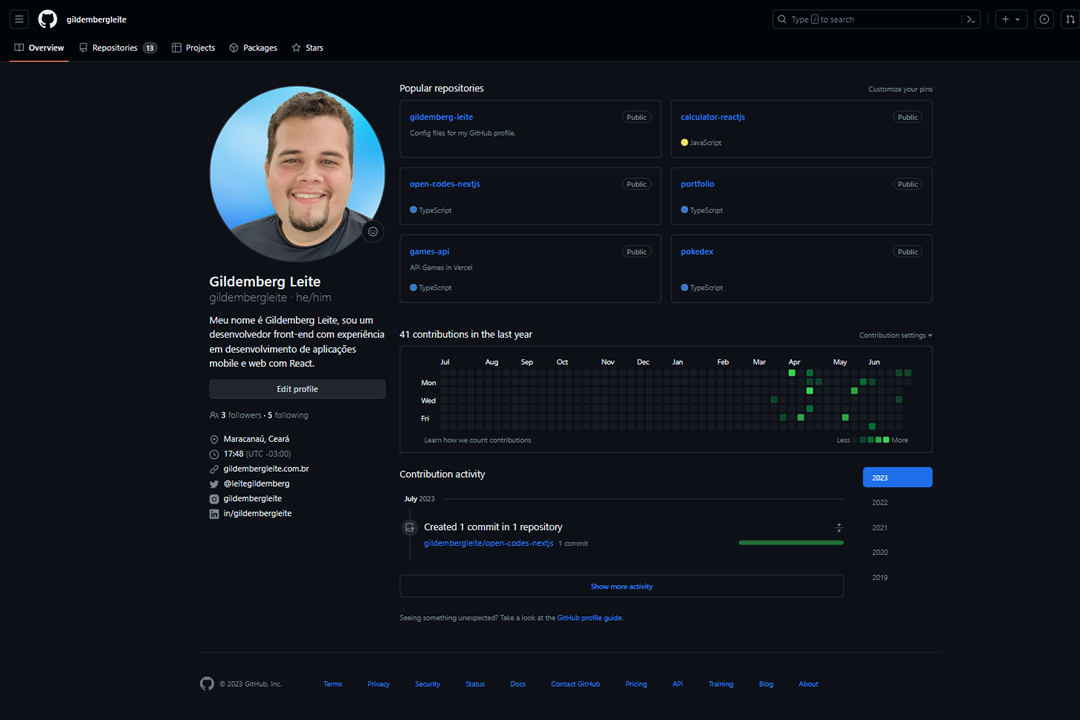 gildembergleite
Type / to search
Overview
Repositories 13
Projects
Packages
Stars
Popular repositories
Customize your pins
gildemberg-leite Public
Config files for my GitHub profile.
calculator-reactjs Public
JavaScript
open-codes-nextjs Public
TypeScript
portfolio Public
TypeScript
games-api Public
API Games in Vercel
TypeScript
pokedex Public
TypeScript
Gildemberg Leite
gildembergleite · he/him
Meu nome é Gildemberg Leite, sou um
desenvolvedor front-end com experiência
em desenvolvimento de aplicações
mobile e web com React.
Edit profile
3 followers · 5 following
Maracanaú, Ceará
17:48 (UTC -03:00)
gildembergleite.com.br
@leitegildemberg
gildembergleite
in/gildembergleite
41 contributions in the last year
Contribution settings
Jul Aug Sep Oct Nov Dec Jan Feb Mar Apr May Jun
Mon
Wed
Fri
Learn how we count contributions
Less More
Contribution activity
2023
2022
2021
2020
2019
July 2023
Created 1 commit in 1 repository
gildembergleite/open-codes-nextjs 1 commit
Show more activity
Seeing something unexpected? Take a look at the GitHub profile guide.
© 2023 GitHub, Inc.
Terms
Privacy
Security
Status
Docs
Contact GitHub
Pricing
API
Training
Blog
About